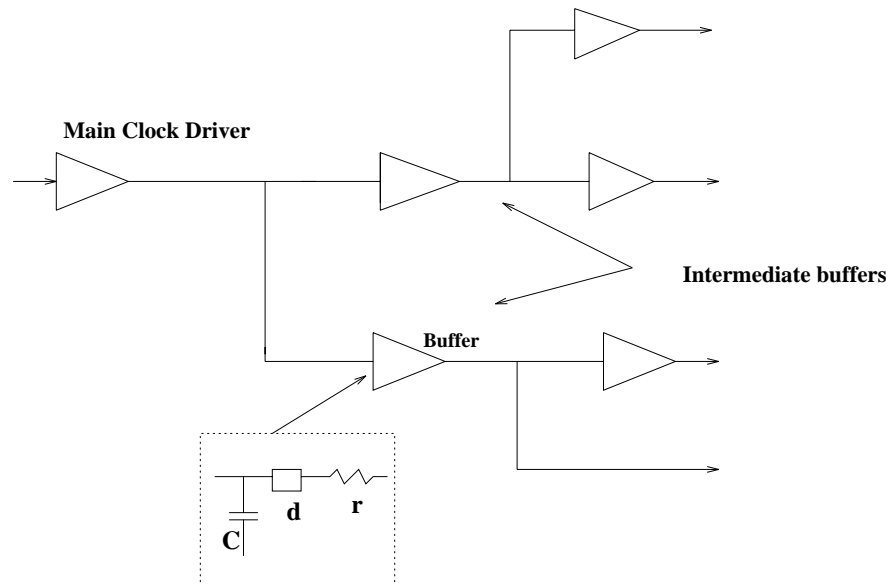 Main Clock Driver
Intermediate buffers
Buffer
d
r
C